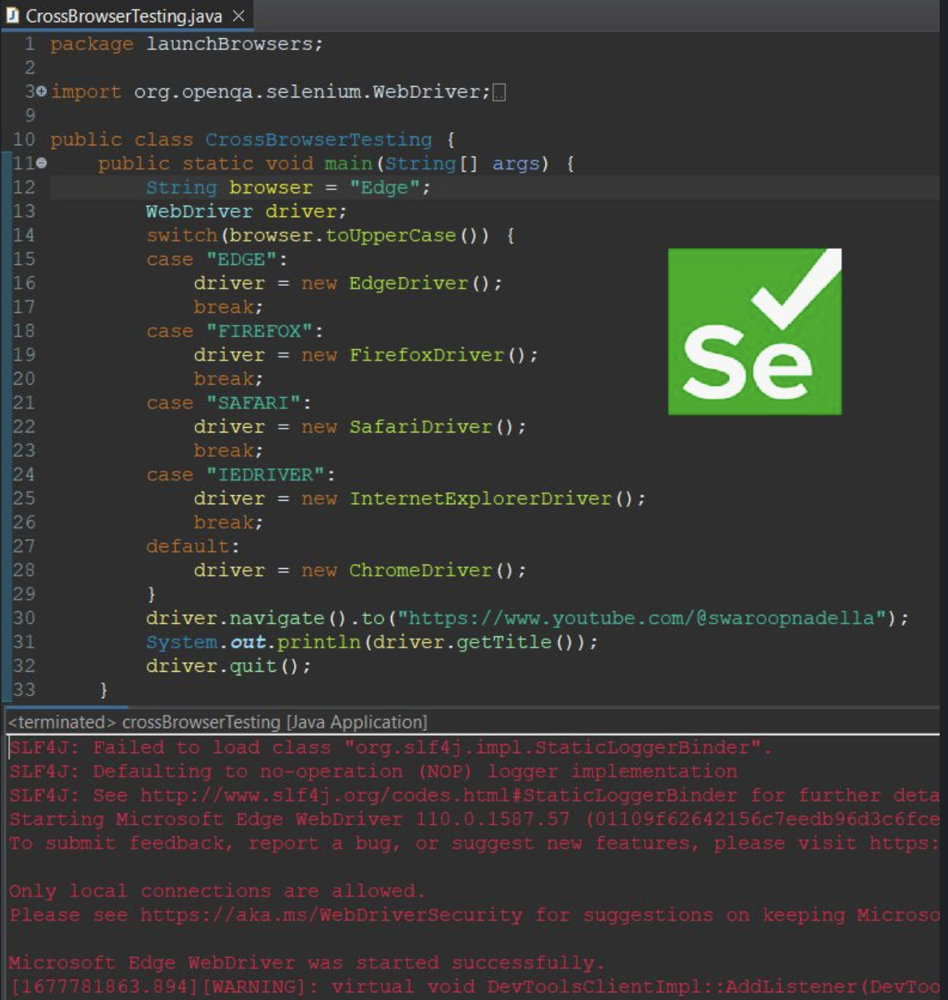 CrossBrowserTesting.java
1 package launchBrowsers;
2
3 import org.openqa.selenium.WebDriver;
9
10 public class CrossBrowserTesting {
11 public static void main(String[] args) {
12 String browser = "Edge";
13 WebDriver driver;
14 switch(browser.toUpperCase()) {
15 case "EDGE":
16 driver = new EdgeDriver();
17 break;
18 case "FIREFOX":
19 driver = new FirefoxDriver();
20 break;
21 case "SAFARI":
22 driver = new SafariDriver();
23 break;
24 case "IEDRIVER":
25 driver = new InternetExplorerDriver();
26 break;
27 default:
28 driver = new ChromeDriver();
29 }
30 driver.navigate().to("https://www.youtube.com/@swaroopnadella");
31 System.out.println(driver.getTitle());
32 driver.quit();
33 }
Se
<terminated> crossBrowserTesting [Java Application]
SLF4J: Failed to load class "org.slf4j.impl.StaticLoggerBinder".
SLF4J: Defaulting to no-operation (NOP) logger implementation
SLF4J: See http://www.slf4j.org/codes.html#StaticLoggerBinder for further deta
Starting Microsoft Edge WebDriver 110.0.1587.57 (01109f62642156c7eedb96d3c6fce
To submit feedback, report a bug, or suggest new features, please visit https:
Only local connections are allowed.
Please see https://aka.ms/WebDriverSecurity for suggestions on keeping Microso
Microsoft Edge WebDriver was started successfully.
[1677781863.894][WARNING]: virtual void DevToolsClientImpl::AddListener(DevToo